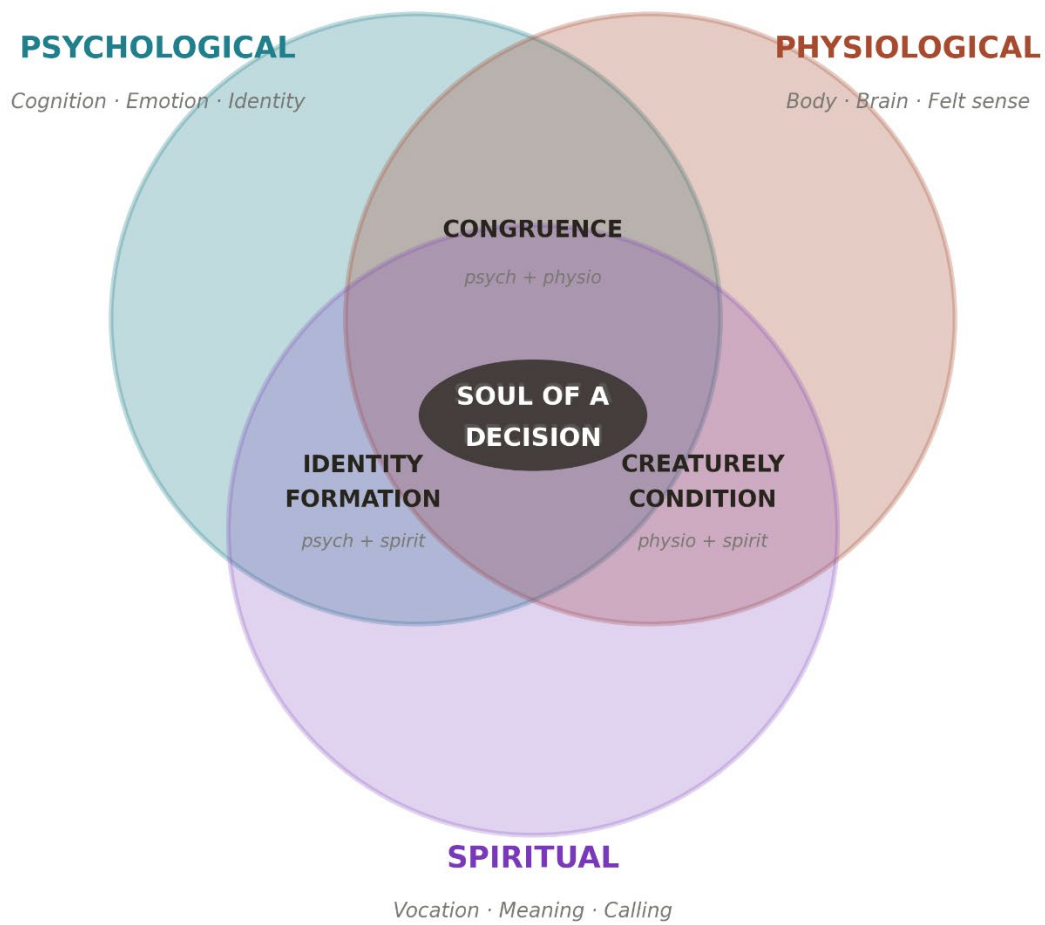 PSYCHOLOGICAL
Cognition · Emotion · Identity
PHYSIOLOGICAL
Body · Brain · Felt sense
CONGRUENCE
psych + physio
SOUL OF A
DECISION
IDENTITY
FORMATION
psych + spirit
CREATURELY
CONDITION
physio + spirit
SPIRITUAL
Vocation · Meaning · Calling